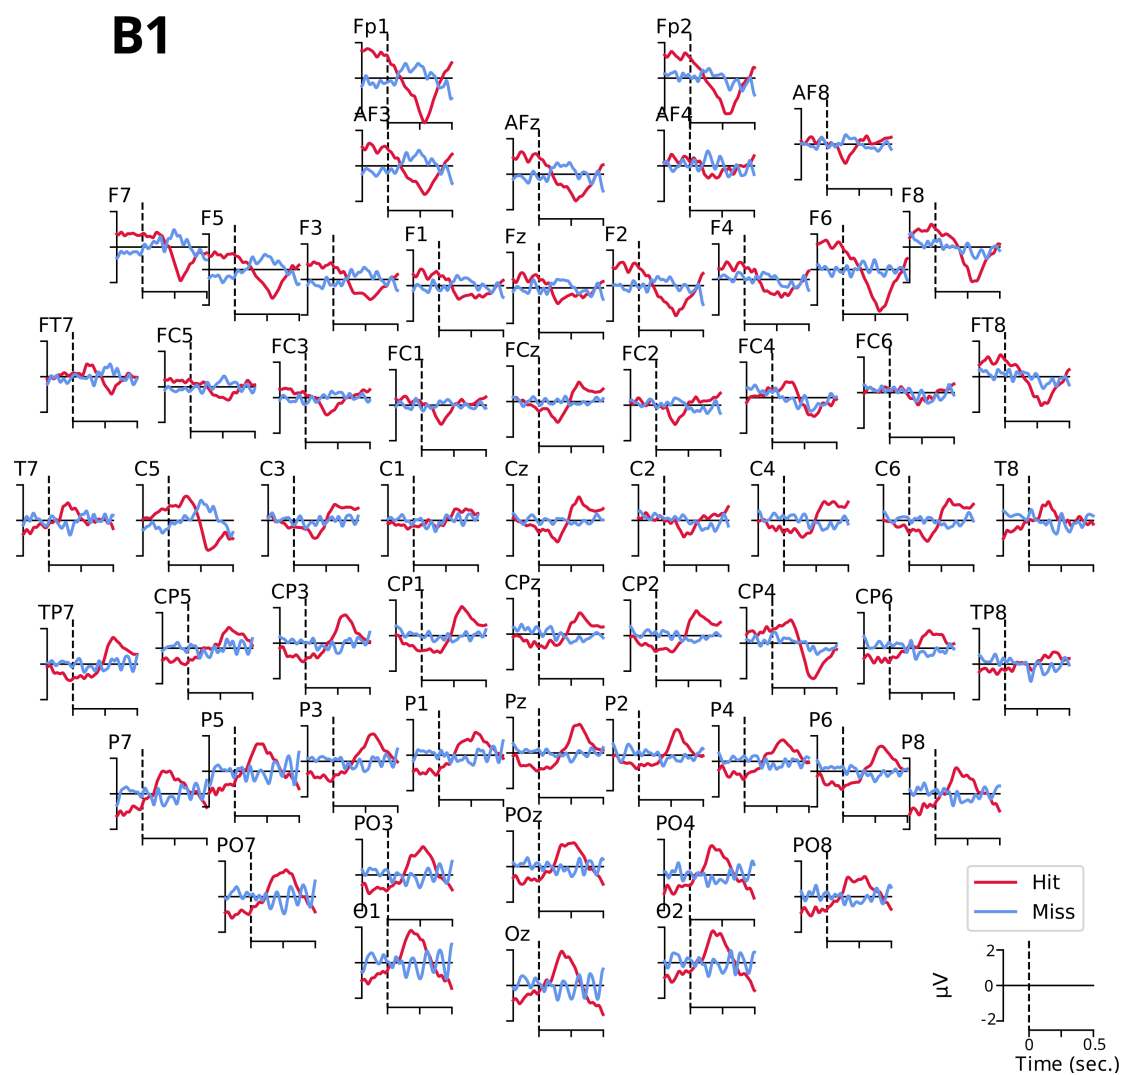 B1
Fp1 Fp2
AF8
AF3 AF4
AFz
F7 F8
F5 F6
F3 F4
F1 Fz F2
FT7 FT8
FC5 FC6
FC3 FC4
FC1 FCz FC2
T7 C5 C3 C1 Cz C2 C4 C6 T8
CP1 CPz CP2
CP3 CP4
CP5 CP6
TP7 TP8
P1 Pz P2
P3 P4
P5 P6
P7 P8
POz
PO3 PO4
PO7 PO8
Hit
O1 O2
Miss
Oz
2
μV 0
-2
0 0.5
Time (sec.)